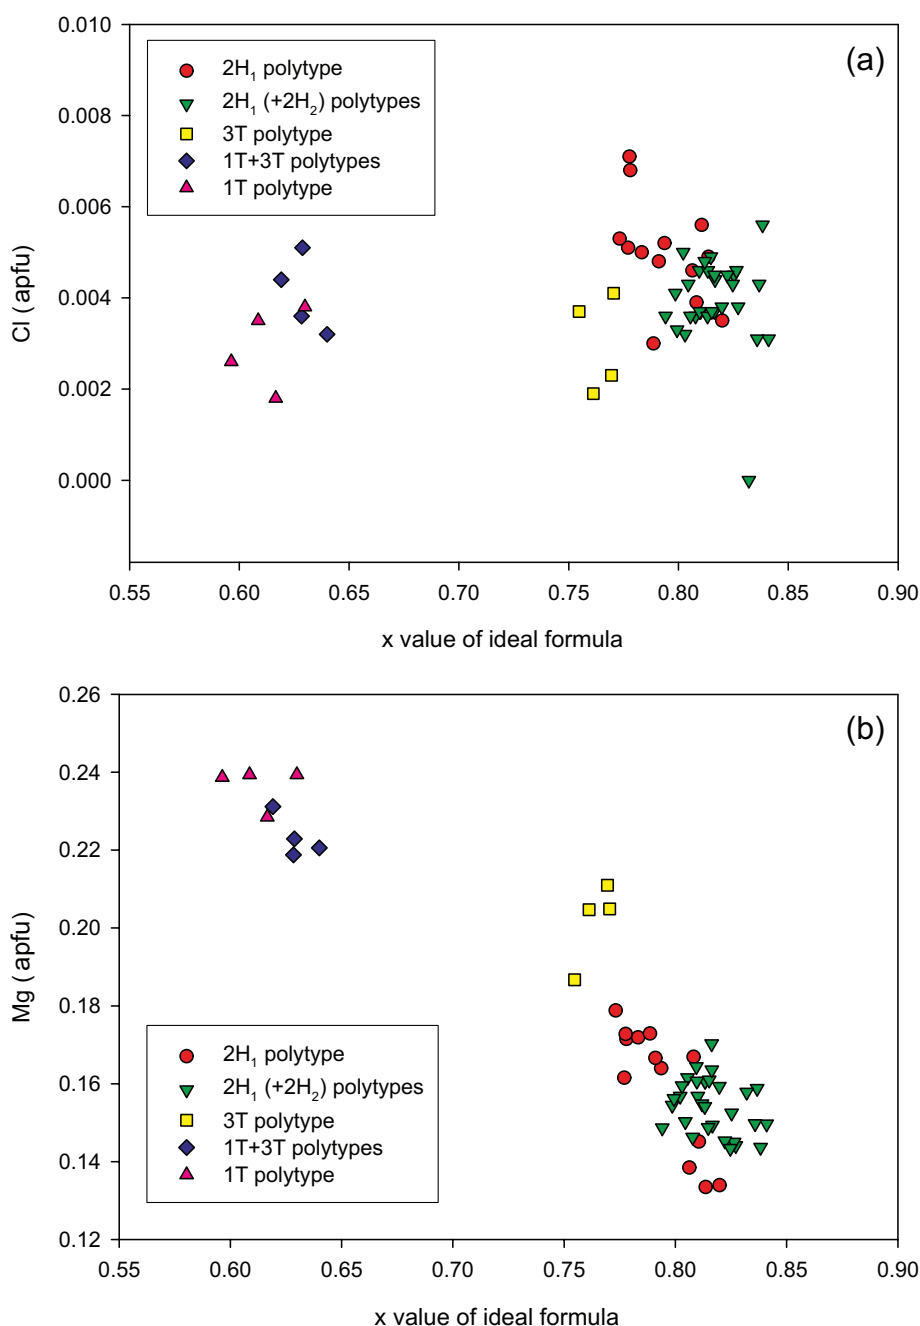 0.010
(a)
2H₁ polytype
2H₁ (+2H₂) polytypes
3T polytype
1T+3T polytypes
1T polytype
0.008
0.006
0.004
0.002
0.000
Cl (apfu)
0.55 0.60 0.65 0.70 0.75 0.80 0.85 0.90
x value of ideal formula
0.26
(b)
0.24
0.22
0.20
0.18
0.16
0.14
0.12
Mg ( apfu)
2H₁ polytype
2H₁ (+2H₂) polytypes
3T polytype
1T+3T polytypes
1T polytype
0.55 0.60 0.65 0.70 0.75 0.80 0.85 0.90
x value of ideal formula